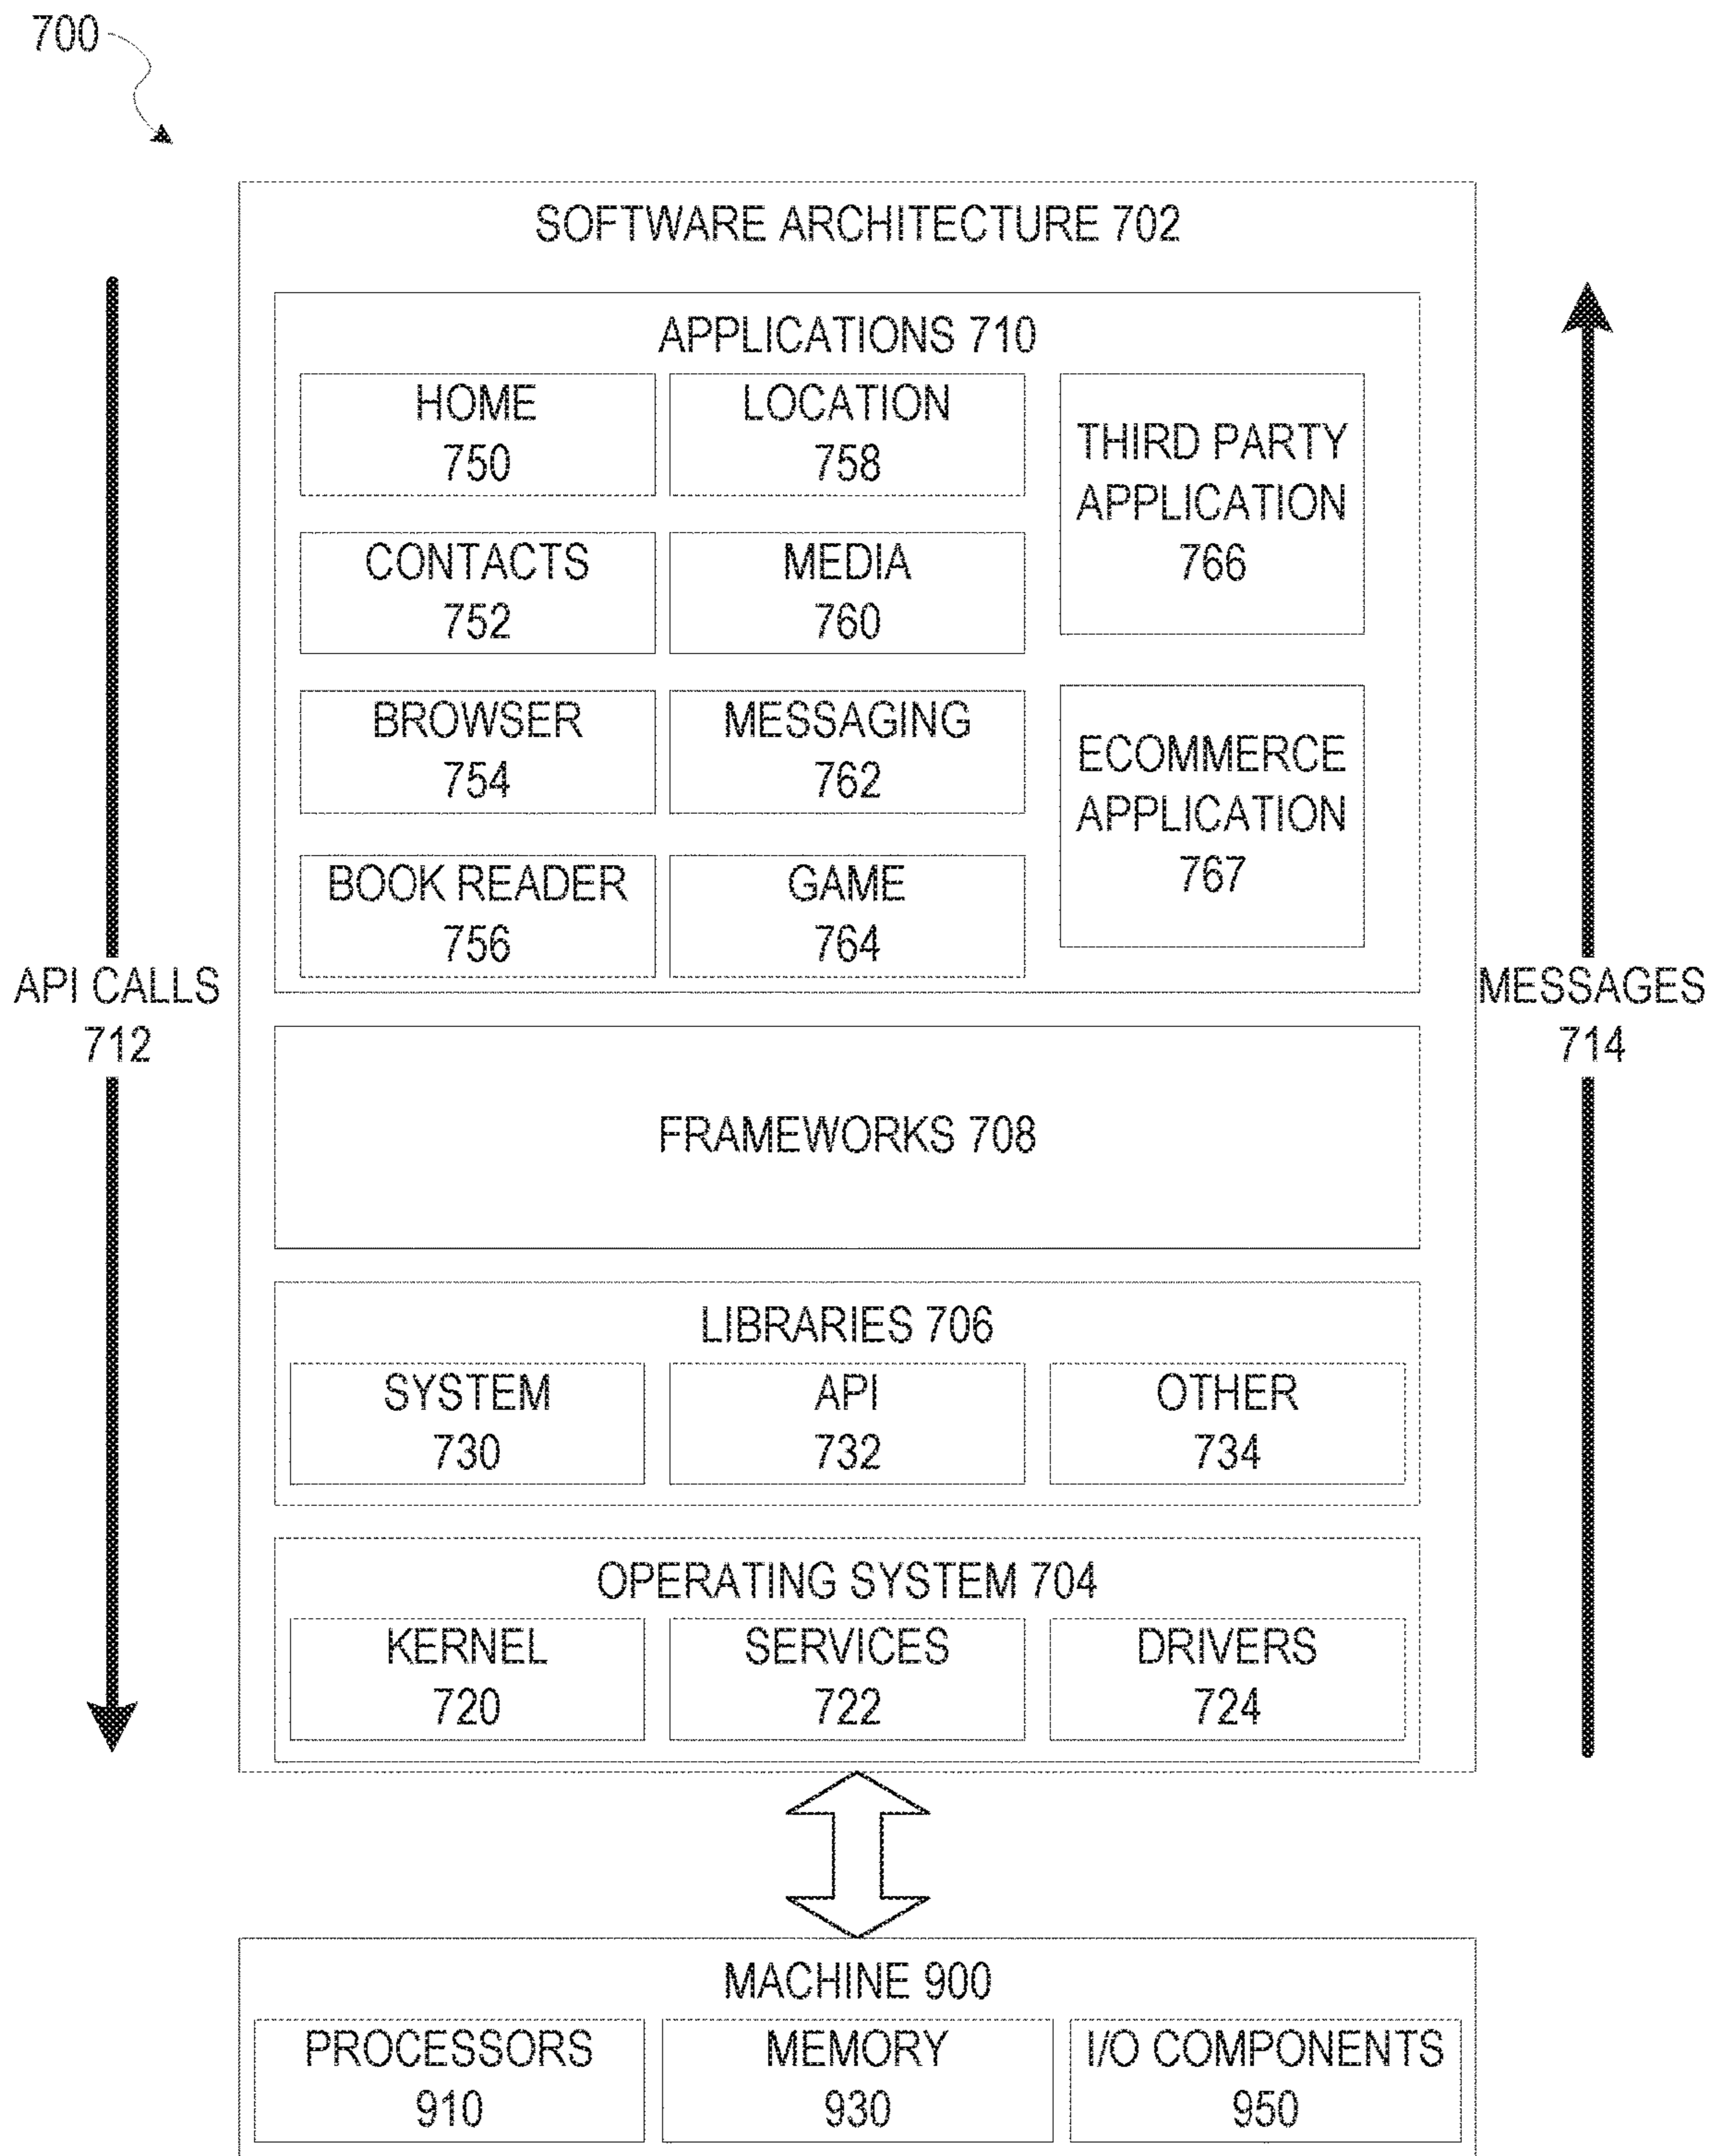 700
SOFTWARE ARCHITECTURE 702
APPLICATIONS 710
HOME
750
LOCATION
758
THIRD PARTY
APPLICATION
766
CONTACTS
752
MEDIA
760
BROWSER
754
MESSAGING
762
ECOMMERCE
APPLICATION
767
BOOK READER
756
GAME
764
API CALLS
712
MESSAGES
714
FRAMEWORKS 708
LIBRARIES 706
SYSTEM
730
API
732
OTHER
734
OPERATING SYSTEM 704
KERNEL
720
SERVICES
722
DRIVERS
724
MACHINE 900
PROCESSORS
910
MEMORY
930
I/O COMPONENTS
950